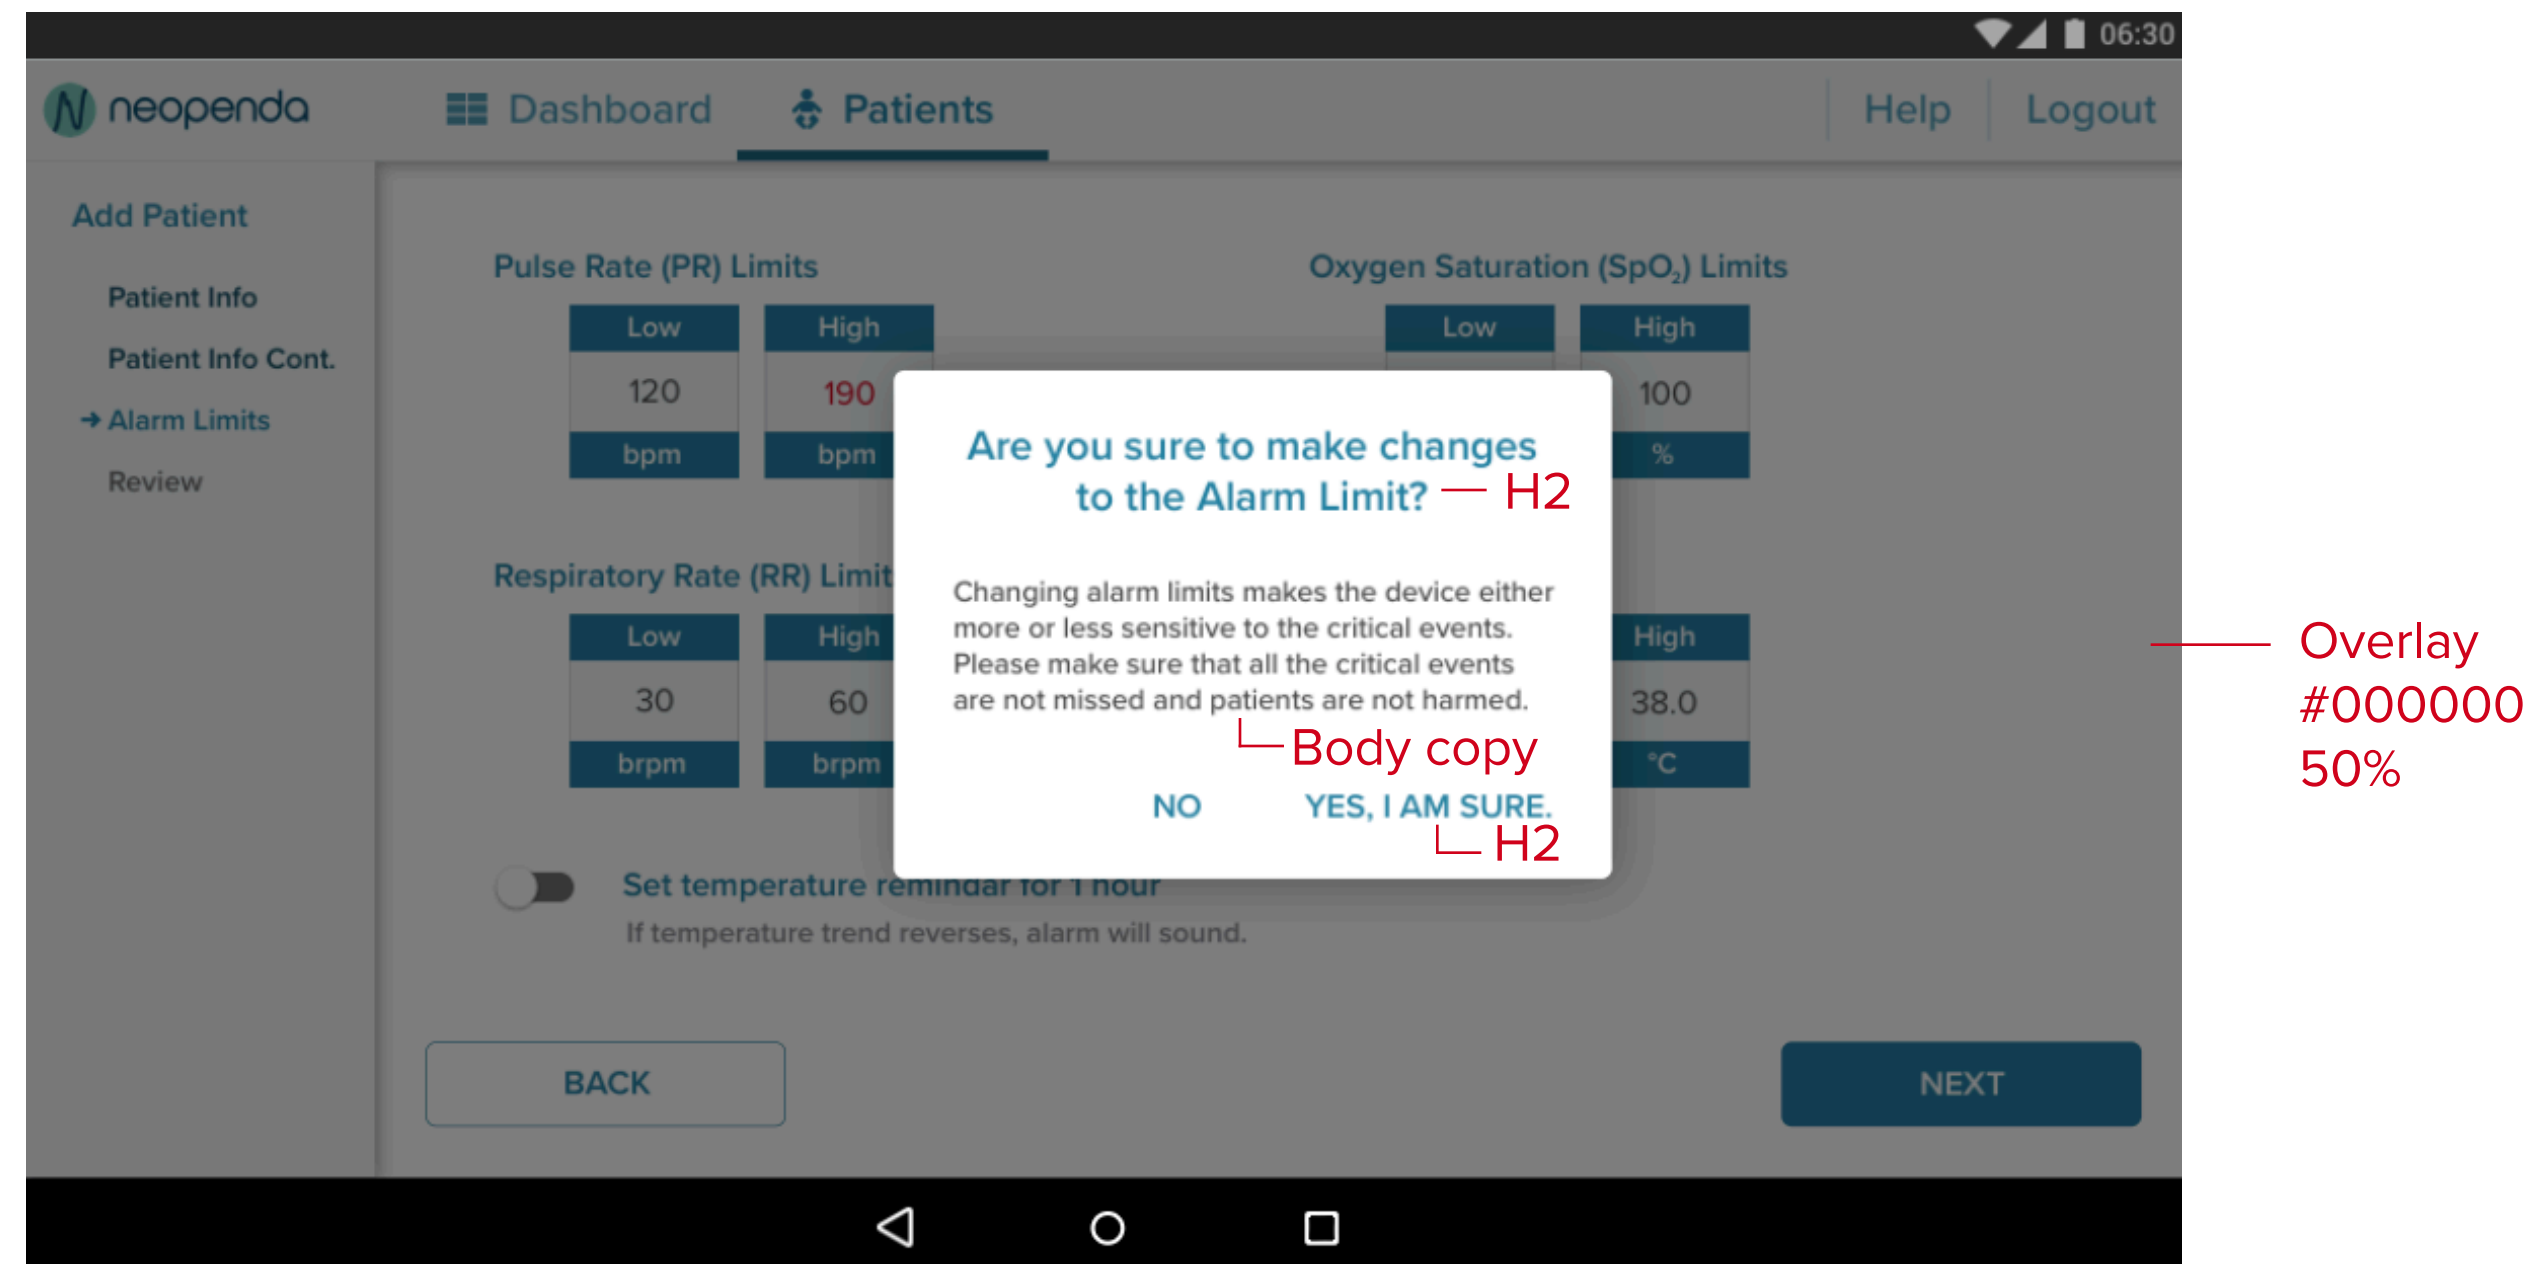 06:30
neopenda
Dashboard
Patients
Help
Logout
Add Patient
Patient Info
Patient Info Cont.
Alarm Limits
Review
Pulse Rate (PR) Limits
Low
High
120
190
bpm
bpm
Oxygen Saturation (SpO₂) Limits
Low
High
100
%
Respiratory Rate (RR) Limit
Low
High
30
60
brpm
brpm
High
38.0
°C
Are you sure to make changes
to the Alarm Limit?
H2
Changing alarm limits makes the device either
more or less sensitive to the critical events.
Please make sure that all the critical events
are not missed and patients are not harmed.
Body copy
NO
YES, I AM SURE.
H2
Set temperature remindar for 1 hour
If temperature trend reverses, alarm will sound.
BACK
NEXT
Overlay
#000000
50%